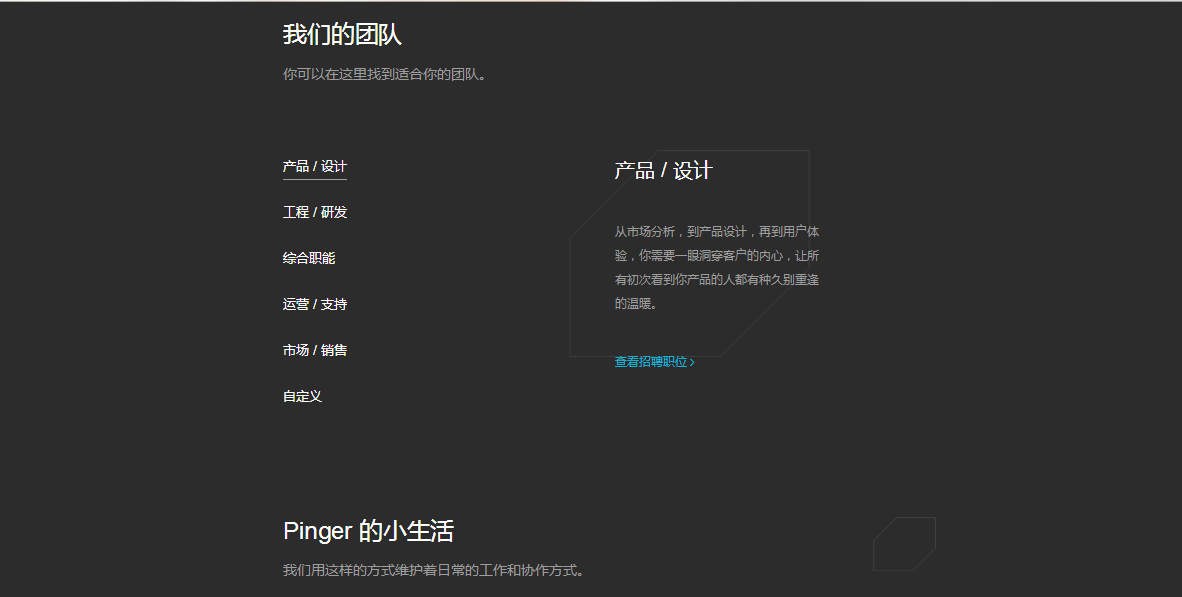 我们的团队
你可以在这里找到适合你的团队。
产品 / 设计
工程 / 研发
综合职能
运营 / 支持
市场 / 销售
自定义
产品 / 设计
从市场分析，到产品设计，再到用户体
验，你需要一眼洞穿客户的内心，让所
有初次看到你产品的人都有种久别重逢
的温暖。
查看招聘职位 ›
Pinger 的小生活
我们用这样的方式维护着日常的工作和协作方式。